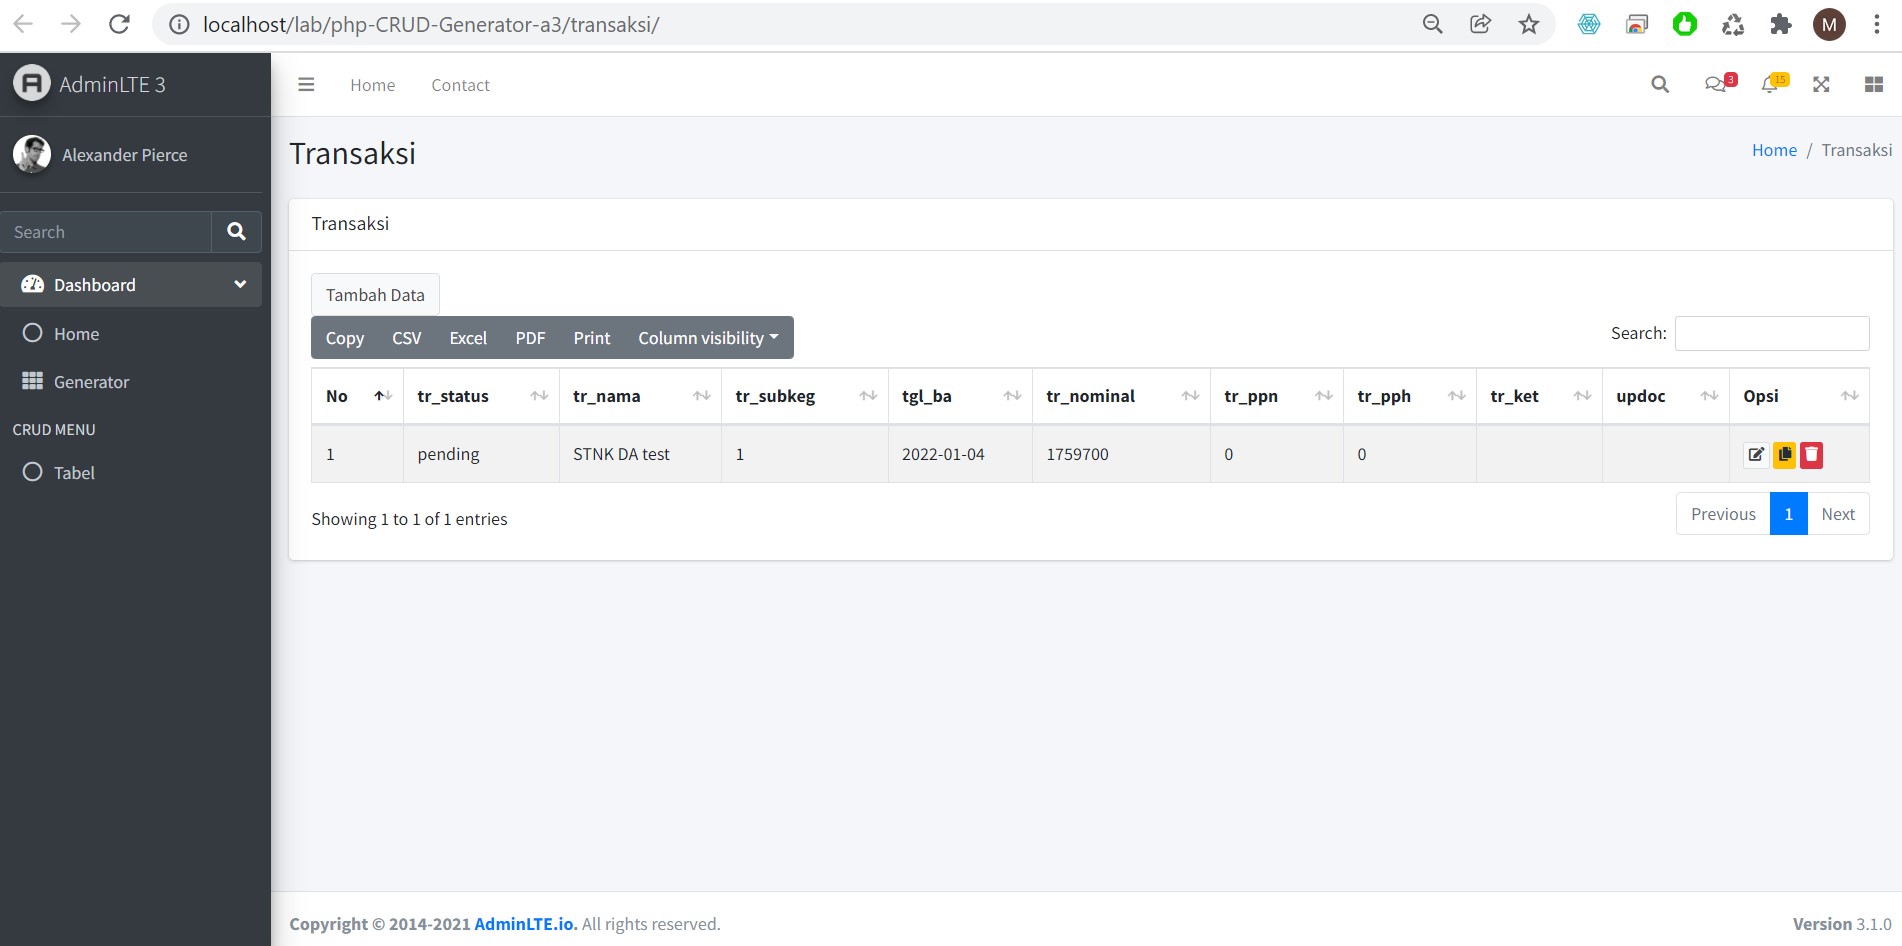 localhost/lab/php-CRUD-Generator-a3/transaksi/
M
AdminLTE 3
Home Contact
3
15
Alexander Pierce
Search
Dashboard
Home
Generator
CRUD MENU
Tabel
Transaksi
Home / Transaksi
Transaksi
Tambah Data
Copy CSV Excel PDF Print Column visibility
Search:
No tr_status tr_nama tr_subkeg tgl_ba tr_nominal tr_ppn tr_pph tr_ket updoc Opsi
1 pending STNK DA test 1 2022-01-04 1759700 0 0
Showing 1 to 1 of 1 entries
Previous 1 Next
Copyright © 2014-2021 AdminLTE.io. All rights reserved.
Version 3.1.0